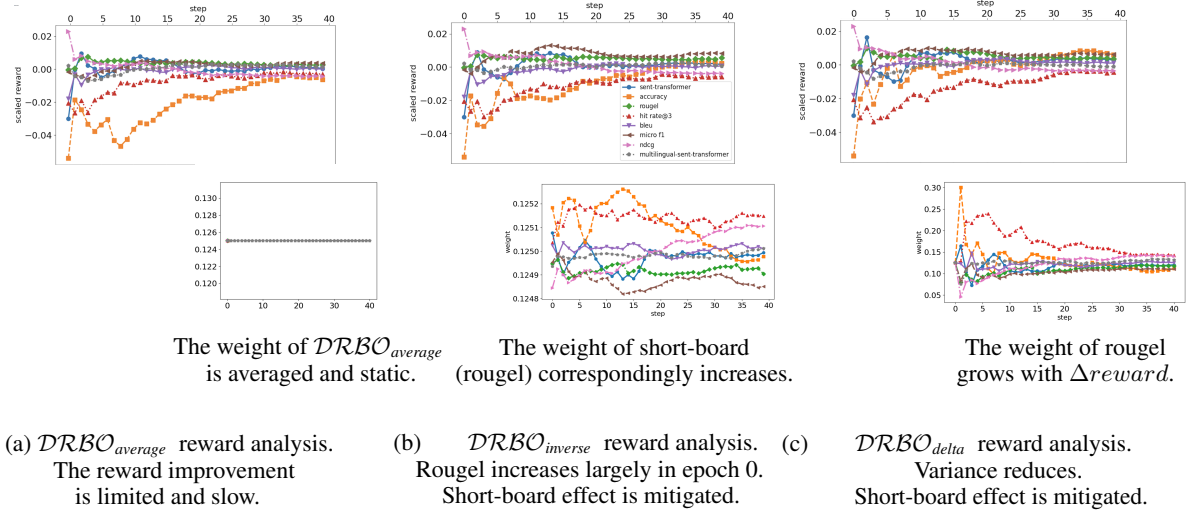 step
0 5 10 15 20 25 30 35 40
scaled reward
0.02
0.00
−0.02
−0.04
step
0 5 10 15 20 25 30 35 40
scaled reward
0.02
0.00
−0.02
−0.04
sent-transformer
accuracy
rougel
hit rate@3
bleu
micro f1
ndcg
multilingual-sent-transformer
step
0 5 10 15 20 25 30 35 40
scaled reward
0.02
0.00
−0.02
−0.04
0.130
0.128
0.126
0.124
0.122
0.120
0 10 20 30 40
weight
0.1252
0.1251
0.1250
0.1249
0.1248
0 5 10 15 20 25 30 35 40
step
weight
0.30
0.25
0.20
0.15
0.10
0.05
0 5 10 15 20 25 30 35 40
step
The weight of DRBO average
is averaged and static.
The weight of short-board
(rougel) correspondingly increases.
The weight of rougel
grows with Δreward.
(a) DRBO average reward analysis.
The reward improvement
is limited and slow.
(b) DRBO inverse reward analysis.
Rougel increases largely in epoch 0.
Short-board effect is mitigated.
(c) DRBO delta reward analysis.
Variance reduces.
Short-board effect is mitigated.